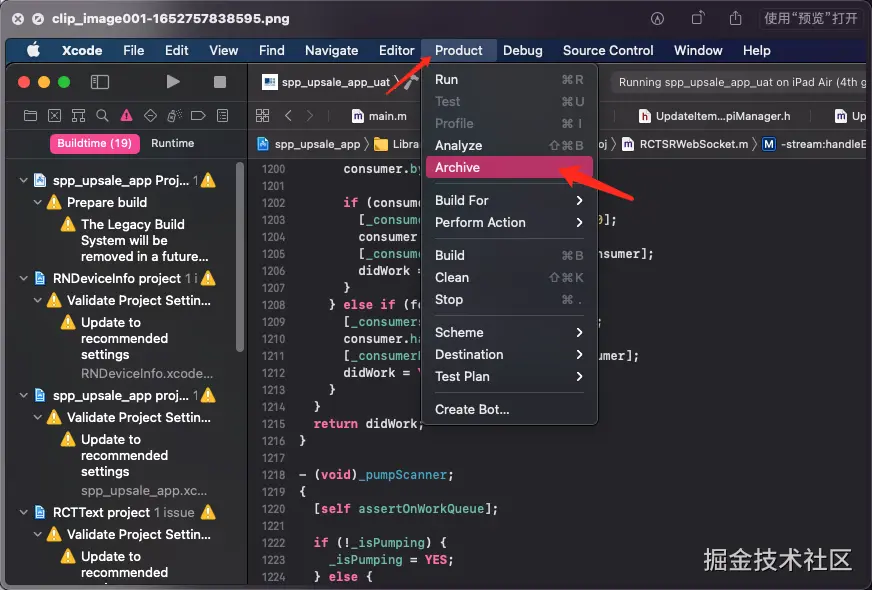 clip_image001-1652757838595.png
使用“预览”打开
Xcode File Edit View Find Navigate Editor Product Debug Source Control Window Help
spp_upsale_app_uat
Running spp_upsale_app_uat on iPad Air (4th g
main.m
UpdateItem...piManager.h
Up
Buildtime (19) Runtime
spp_upsale_app
Libra
RCTSRWebSocket.m
M -stream:handleE
spp_upsale_app Proj... 1
Prepare build
The Legacy Build
System will be
removed in a future...
RNDeviceInfo project 1 i
Validate Project Settin...
Update to
recommended
settings
RNDeviceInfo.xcode...
spp_upsale_app proj... 1
Validate Project Settin...
Update to
recommended
settings
spp_upsale_app.xc...
RCTText project 1 issue
Validate Project Settin...
Update to
recommended
Run ⌘R
Test ⌘U
Profile ⌘I
Analyze ⇧⌘B
Archive
Build For
Perform Action
Build ⌘B
Clean ⇧⌘K
Stop ⌘.
Scheme
Destination
Test Plan
Create Bot...
1200 consumer.by
1201
1202 if (consume
1203 [_consume 0];
1204 consumer
1205 [_consume nsumer];
1206 didWork =
1207 }
1208 } else if (fo
1209 [_consumers ;
1210 consumer.ha
1211 [_consumerP umer];
1212 didWork = Y
1213 }
1214 }
1215 return didWork;
1216 }
1217
1218 - (void)_pumpScanner;
1219 {
1220 [self assertOnWorkQueue];
1221
1222 if (!_isPumping) {
1223 _isPumping = YES;
1224 } else {
掘金技术社区